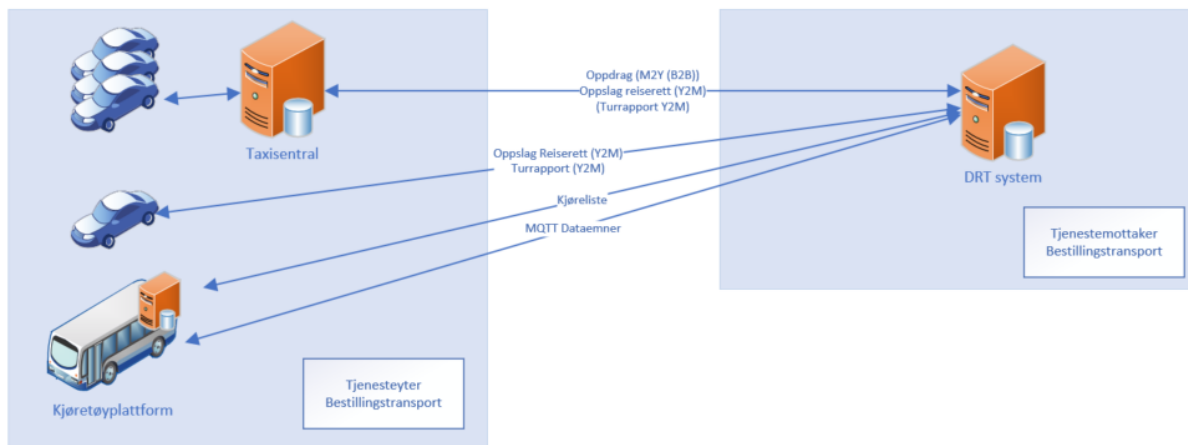 Oppdrag (M2Y (B2B))
Oppslag reiserett (Y2M)
(Turrapport Y2M)
Taxisentral
Oppslag Reiserett (Y2M)
Turrapport (Y2M)
DRT system
Kjøreliste
MQTT Dataemner
Tjenestemottaker
Bestillingstransport
Tjenesteyter
Bestillingstransport
Kjøretøyplattform